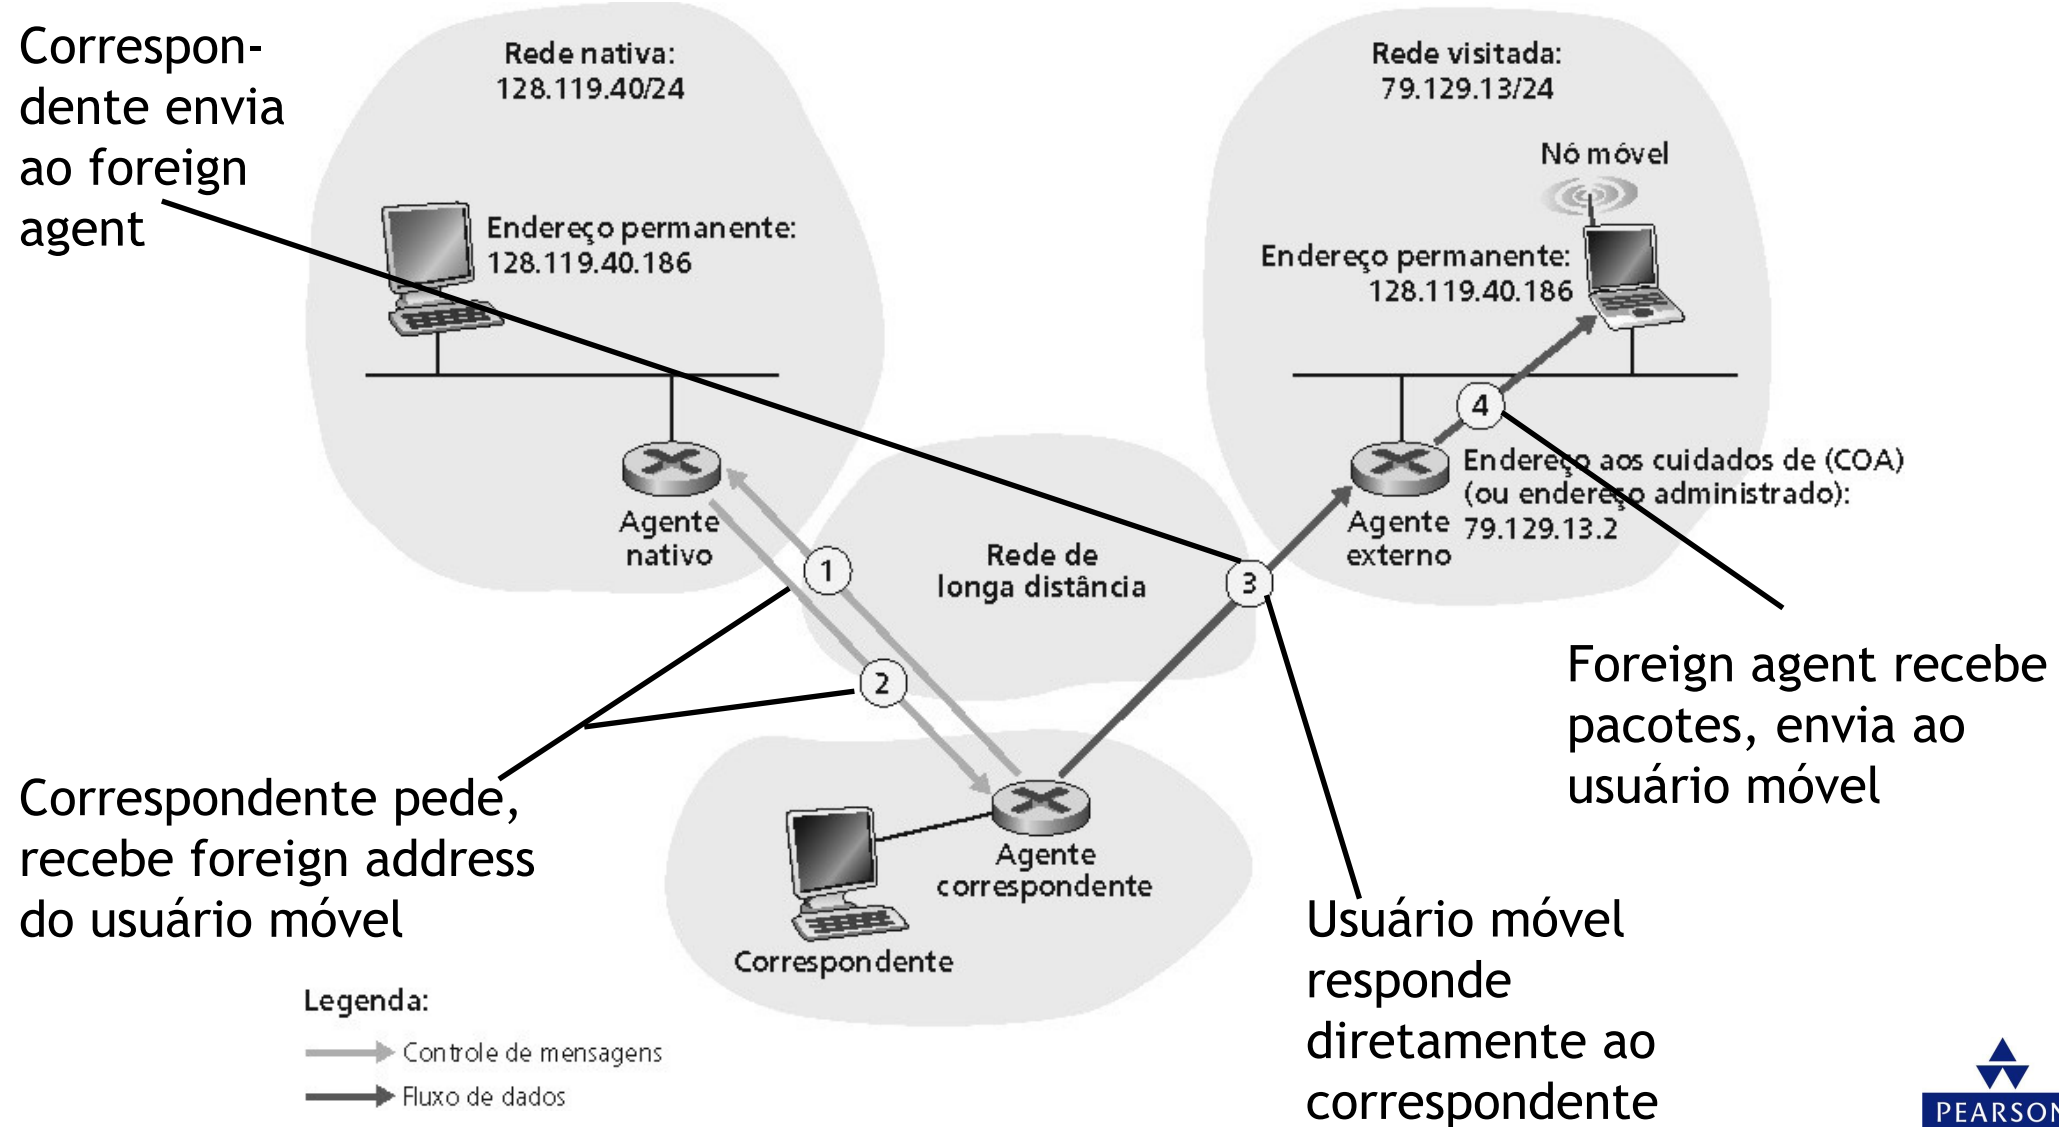 Correspon-
dente envia
ao foreign
agent
Rede nativa:
128.119.40/24
Rede visitada:
79.129.13/24
Nó móvel
Endereço permanente:
128.119.40.186
Endereço permanente:
128.119.40.186
4
Endereço aos cuidados de (COA)
(ou endereço administrado):
79.129.13.2
Agente
nativo
Agente
externo
Rede de
longa distância
1
3
2
Foreign agent recebe
pacotes, envia ao
usuário móvel
Correspondente pede,
recebe foreign address
do usuário móvel
Agente
correspondente
Correspondente
Usuário móvel
responde
diretamente ao
correspondente
Legenda:
Controle de mensagens
Fluxo de dados
PEARSON